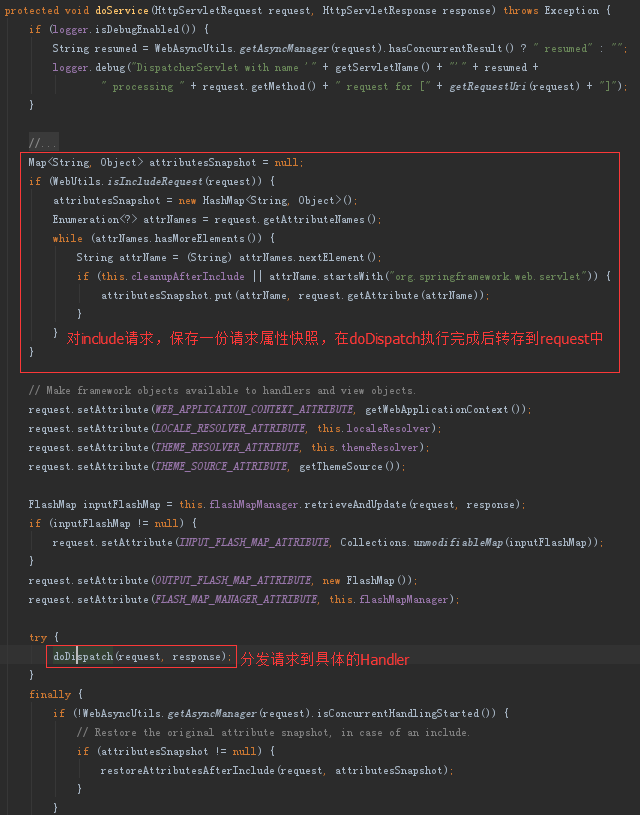 protected void doService(HttpServletRequest request, HttpServletResponse response) throws Exception {
if (logger.isDebugEnabled()) {
String resumed = WebAsyncUtils.getAsyncManager(request).hasConcurrentResult() ? " resumed" : "";
logger.debug("DispatcherServlet with name '" + getServletName() + "'" + resumed +
" processing " + request.getMethod() + " request for [" + getRequestUri(request) + "]");
}
//...
Map<String, Object> attributesSnapshot = null;
if (WebUtils.isIncludeRequest(request)) {
attributesSnapshot = new HashMap<String, Object>();
Enumeration<?> attrNames = request.getAttributeNames();
while (attrNames.hasMoreElements()) {
String attrName = (String) attrNames.nextElement();
if (this.cleanupAfterInclude || attrName.startsWith("org.springframework.web.servlet")) {
attributesSnapshot.put(attrName, request.getAttribute(attrName));
}
}
对include请求，保存一份请求属性快照，在doDispatch执行完成后转存到request中
}
// Make framework objects available to handlers and view objects.
request.setAttribute(WEB_APPLICATION_CONTEXT_ATTRIBUTE, getWebApplicationContext());
request.setAttribute(LOCALE_RESOLVER_ATTRIBUTE, this.localeResolver);
request.setAttribute(THEME_RESOLVER_ATTRIBUTE, this.themeResolver);
request.setAttribute(THEME_SOURCE_ATTRIBUTE, getThemeSource());
FlashMap inputFlashMap = this.flashMapManager.retrieveAndUpdate(request, response);
if (inputFlashMap != null) {
request.setAttribute(INPUT_FLASH_MAP_ATTRIBUTE, Collections.unmodifiableMap(inputFlashMap));
}
request.setAttribute(OUTPUT_FLASH_MAP_ATTRIBUTE, new FlashMap());
request.setAttribute(FLASH_MAP_MANAGER_ATTRIBUTE, this.flashMapManager);
try {
doDispatch(request, response); 分发请求到具体的Handler
}
finally {
if (!WebAsyncUtils.getAsyncManager(request).isConcurrentHandlingStarted()) {
// Restore the original attribute snapshot, in case of an include.
if (attributesSnapshot != null) {
restoreAttributesAfterInclude(request, attributesSnapshot);
}
}